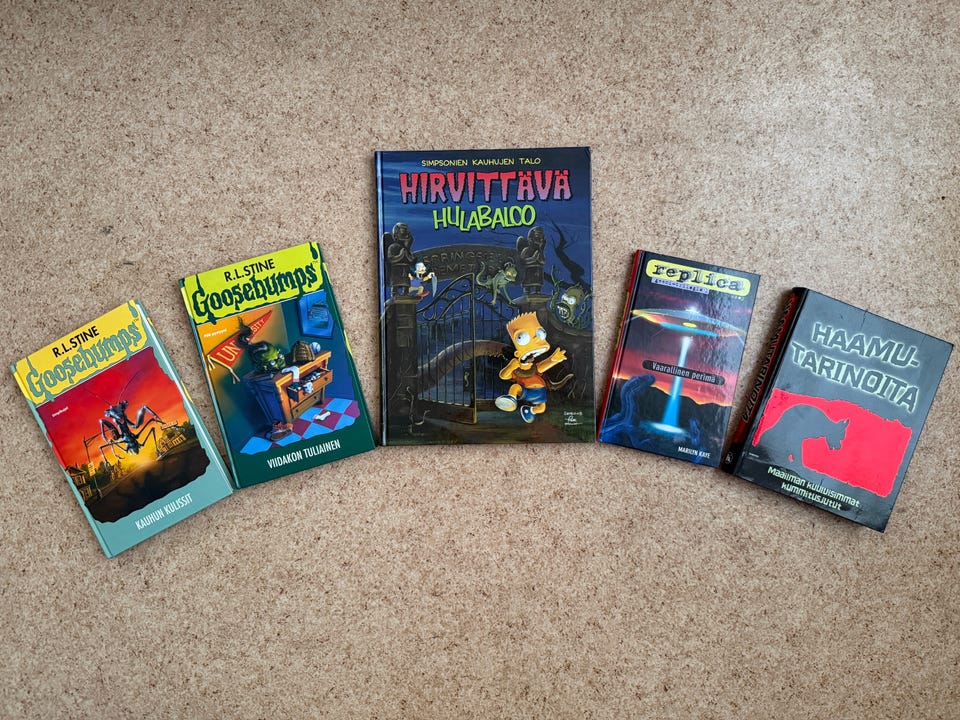 R.L.STINE
Goosebumps
KAUHUN KULISSIT
R.L.STINE
Goosebumps
VIIDAKON TULIAINEN
SIMPSONIEN KAUHUJEN TALO
HIRVITTÄVÄ
HULABALOO
replica
Vaarallinen perimä
MARILYN KAYE
HAAMU-
TARINOITA
Maailman kuuluisimmat
kummitusjutut